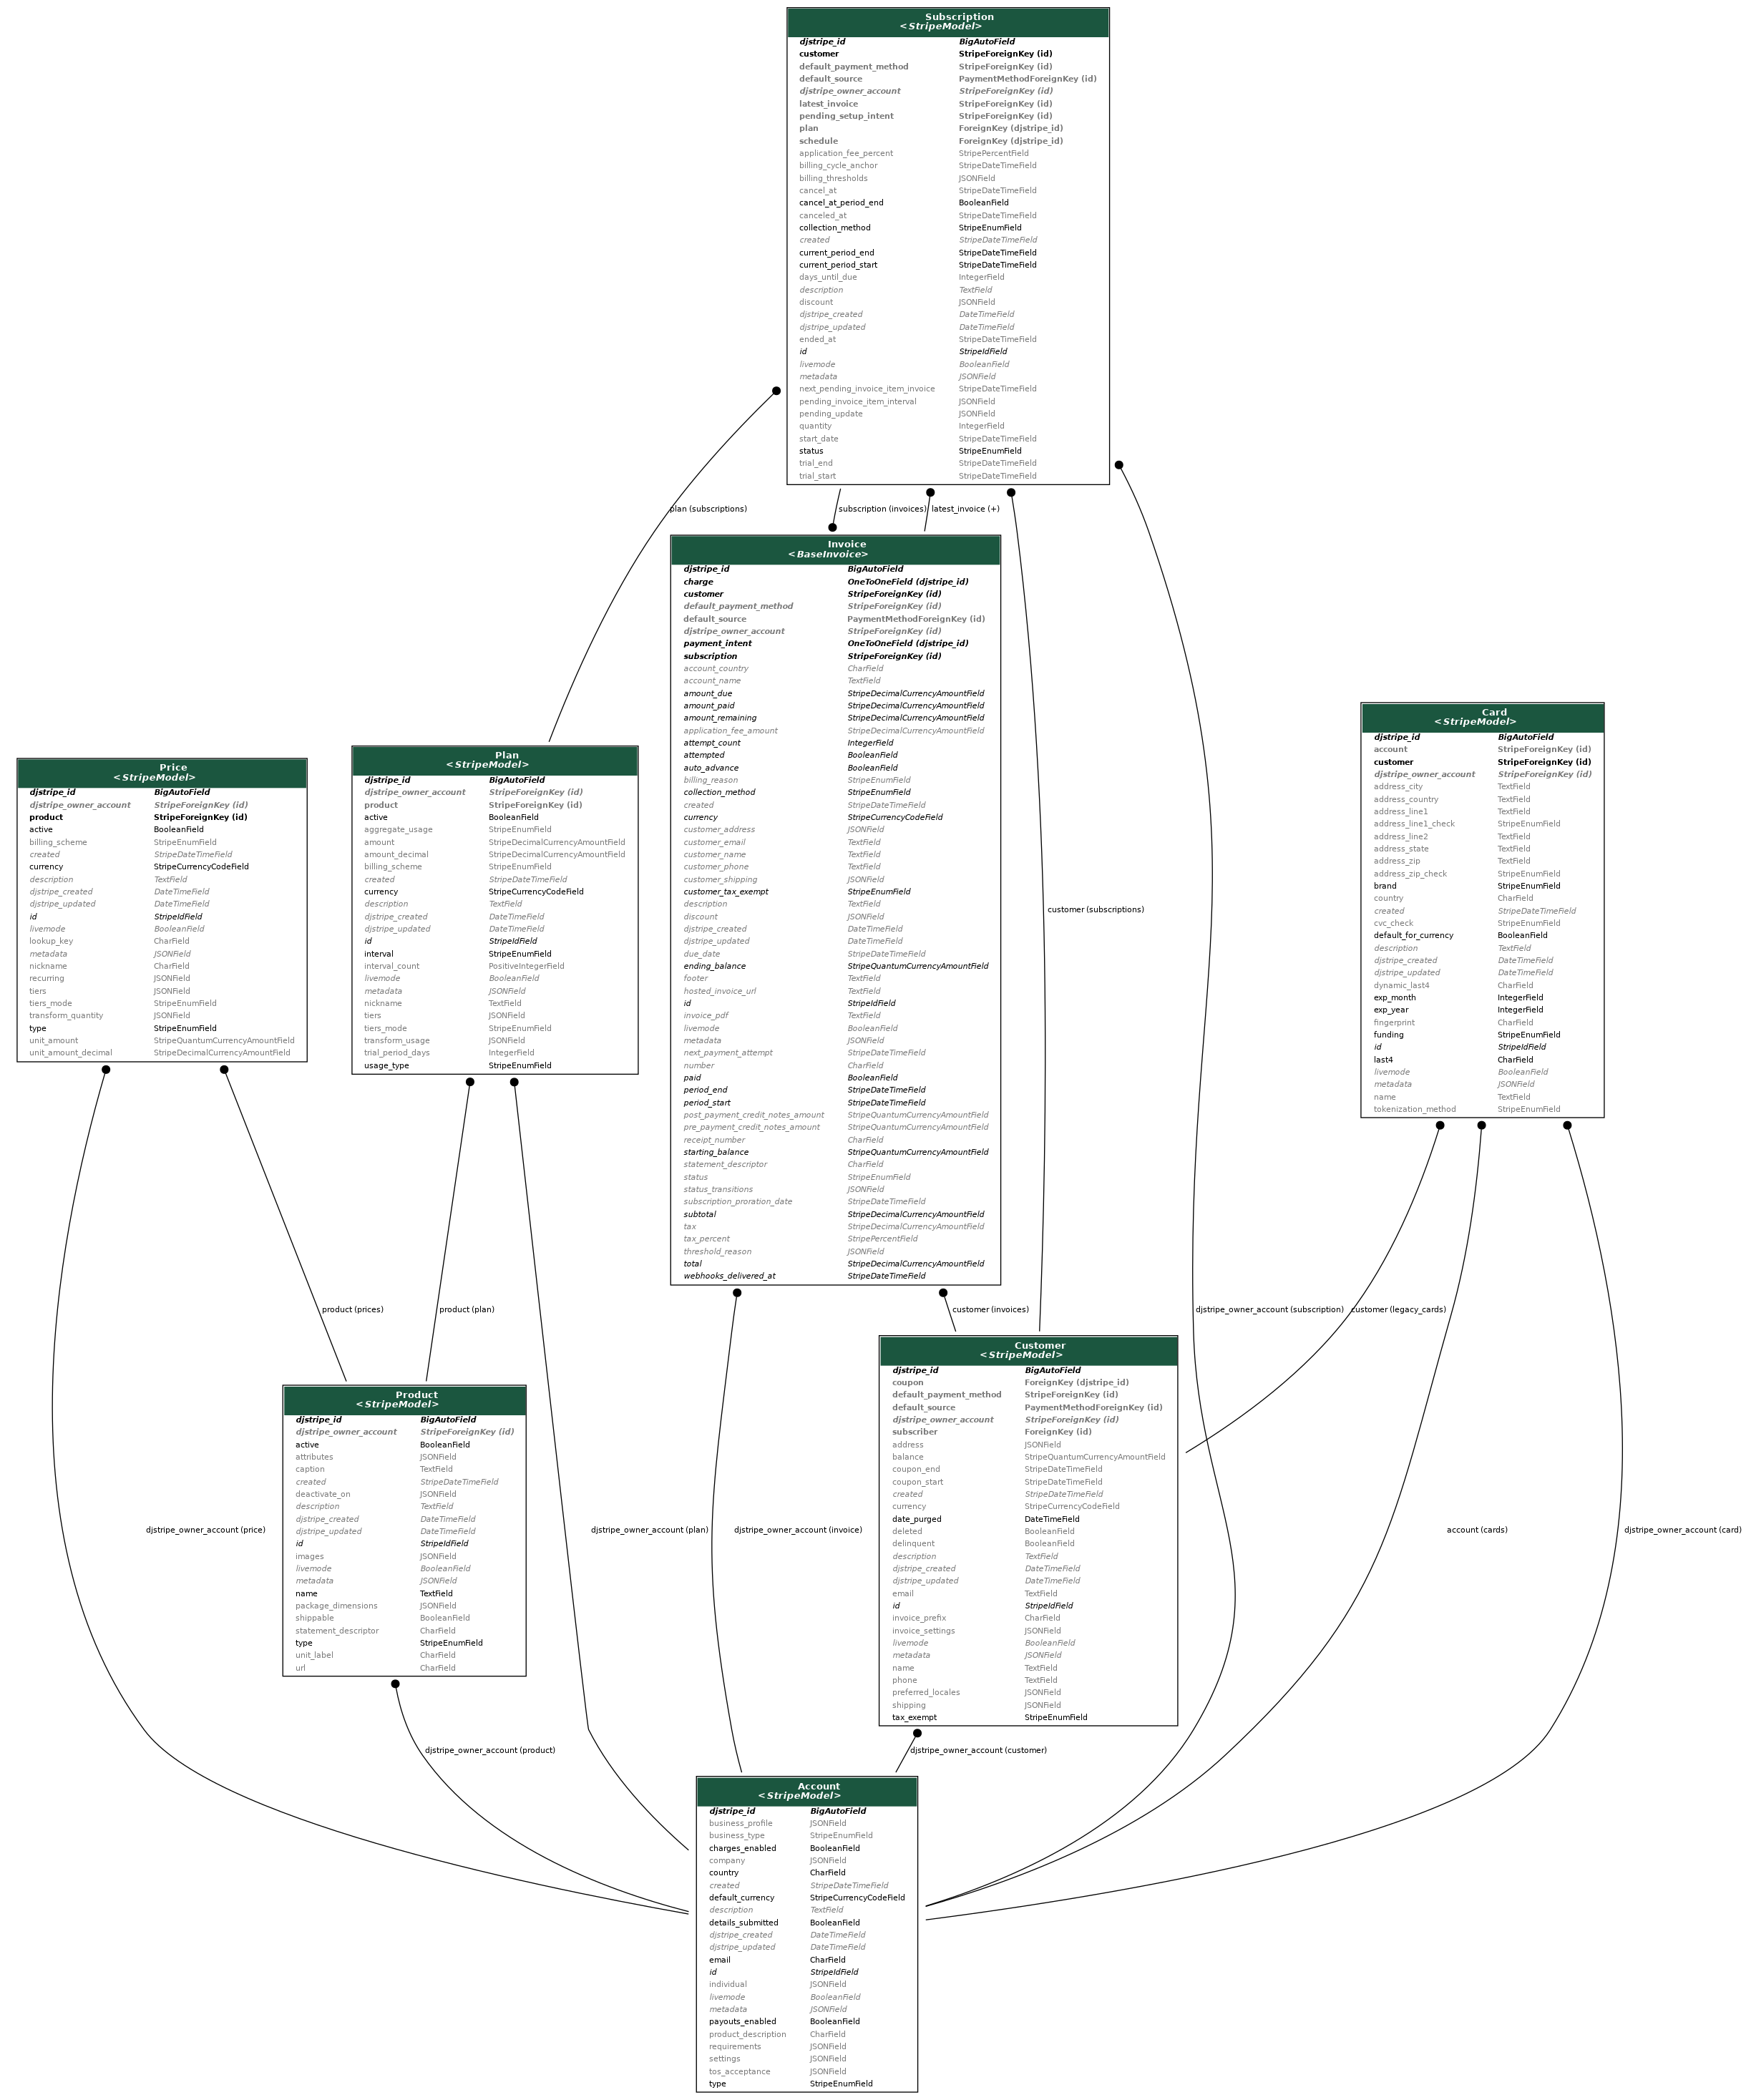 Subscription
<StripeModel>
djstripe_id BigAutoField
customer StripeForeignKey (id)
default_payment_method StripeForeignKey (id)
default_source PaymentMethodForeignKey (id)
djstripe_owner_account StripeForeignKey (id)
latest_invoice StripeForeignKey (id)
pending_setup_intent StripeForeignKey (id)
plan ForeignKey (djstripe_id)
schedule ForeignKey (djstripe_id)
application_fee_percent StripePercentField
billing_cycle_anchor StripeDateTimeField
billing_thresholds JSONField
cancel_at StripeDateTimeField
cancel_at_period_end BooleanField
canceled_at StripeDateTimeField
collection_method StripeEnumField
created StripeDateTimeField
current_period_end StripeDateTimeField
current_period_start StripeDateTimeField
days_until_due IntegerField
description TextField
discount JSONField
djstripe_created DateTimeField
djstripe_updated DateTimeField
ended_at StripeDateTimeField
id StripeIdField
livemode BooleanField
metadata JSONField
next_pending_invoice_item_invoice StripeDateTimeField
pending_invoice_item_interval JSONField
pending_update JSONField
quantity IntegerField
start_date StripeDateTimeField
status StripeEnumField
trial_end StripeDateTimeField
trial_start StripeDateTimeField
plan (subscriptions)
subscription (invoices)
latest_invoice (+)
Invoice
<BaseInvoice>
djstripe_id BigAutoField
charge OneToOneField (djstripe_id)
customer StripeForeignKey (id)
default_payment_method StripeForeignKey (id)
default_source PaymentMethodForeignKey (id)
djstripe_owner_account StripeForeignKey (id)
payment_intent OneToOneField (djstripe_id)
subscription StripeForeignKey (id)
account_country CharField
account_name TextField
amount_due StripeDecimalCurrencyAmountField
amount_paid StripeDecimalCurrencyAmountField
amount_remaining StripeDecimalCurrencyAmountField
application_fee_amount StripeDecimalCurrencyAmountField
attempt_count IntegerField
attempted BooleanField
auto_advance BooleanField
billing_reason StripeEnumField
collection_method StripeEnumField
created StripeDateTimeField
currency StripeCurrencyCodeField
customer_address JSONField
customer_email TextField
customer_name TextField
customer_phone TextField
customer_shipping JSONField
customer_tax_exempt StripeEnumField
description TextField
discount JSONField
djstripe_created DateTimeField
djstripe_updated DateTimeField
due_date StripeDateTimeField
ending_balance StripeQuantumCurrencyAmountField
footer TextField
hosted_invoice_url TextField
id StripeIdField
invoice_pdf TextField
livemode BooleanField
metadata JSONField
next_payment_attempt StripeDateTimeField
number CharField
paid BooleanField
period_end StripeDateTimeField
period_start StripeDateTimeField
post_payment_credit_notes_amount StripeQuantumCurrencyAmountField
pre_payment_credit_notes_amount StripeQuantumCurrencyAmountField
receipt_number CharField
starting_balance StripeQuantumCurrencyAmountField
statement_descriptor CharField
status StripeEnumField
status_transitions JSONField
subscription_proration_date StripeDateTimeField
subtotal StripeDecimalCurrencyAmountField
tax StripeDecimalCurrencyAmountField
tax_percent StripePercentField
threshold_reason JSONField
total StripeDecimalCurrencyAmountField
webhooks_delivered_at StripeDateTimeField
customer (subscriptions)
Card
<StripeModel>
djstripe_id BigAutoField
account StripeForeignKey (id)
customer StripeForeignKey (id)
djstripe_owner_account StripeForeignKey (id)
address_city TextField
address_country TextField
address_line1 TextField
address_line1_check StripeEnumField
address_line2 TextField
address_state TextField
address_zip TextField
address_zip_check StripeEnumField
brand StripeEnumField
country CharField
created StripeDateTimeField
cvc_check StripeEnumField
default_for_currency BooleanField
description TextField
djstripe_created DateTimeField
djstripe_updated DateTimeField
dynamic_last4 CharField
exp_month IntegerField
exp_year IntegerField
fingerprint CharField
funding StripeEnumField
id StripeIdField
last4 CharField
livemode BooleanField
metadata JSONField
name TextField
tokenization_method StripeEnumField
Price
<StripeModel>
djstripe_id BigAutoField
djstripe_owner_account StripeForeignKey (id)
product StripeForeignKey (id)
active BooleanField
billing_scheme StripeEnumField
created StripeDateTimeField
currency StripeCurrencyCodeField
description TextField
djstripe_created DateTimeField
djstripe_updated DateTimeField
id StripeIdField
livemode BooleanField
lookup_key CharField
metadata JSONField
nickname CharField
recurring JSONField
tiers JSONField
tiers_mode StripeEnumField
transform_quantity JSONField
type StripeEnumField
unit_amount StripeQuantumCurrencyAmountField
unit_amount_decimal StripeDecimalCurrencyAmountField
Plan
<StripeModel>
djstripe_id BigAutoField
djstripe_owner_account StripeForeignKey (id)
product StripeForeignKey (id)
active BooleanField
aggregate_usage StripeEnumField
amount StripeDecimalCurrencyAmountField
amount_decimal StripeDecimalCurrencyAmountField
billing_scheme StripeEnumField
created StripeDateTimeField
currency StripeCurrencyCodeField
description TextField
djstripe_created DateTimeField
djstripe_updated DateTimeField
id StripeIdField
interval StripeEnumField
interval_count PositiveIntegerField
livemode BooleanField
metadata JSONField
nickname TextField
tiers JSONField
tiers_mode StripeEnumField
transform_usage JSONField
trial_period_days IntegerField
usage_type StripeEnumField
product (prices)
product (plan)
customer (invoices)
djstripe_owner_account (subscription)
customer (legacy_cards)
Product
<StripeModel>
djstripe_id BigAutoField
djstripe_owner_account StripeForeignKey (id)
active BooleanField
attributes JSONField
caption TextField
created StripeDateTimeField
deactivate_on JSONField
description TextField
djstripe_created DateTimeField
djstripe_updated DateTimeField
id StripeIdField
images JSONField
livemode BooleanField
metadata JSONField
name TextField
package_dimensions JSONField
shippable BooleanField
statement_descriptor CharField
type StripeEnumField
unit_label CharField
url CharField
Customer
<StripeModel>
djstripe_id BigAutoField
coupon ForeignKey (djstripe_id)
default_payment_method StripeForeignKey (id)
default_source PaymentMethodForeignKey (id)
djstripe_owner_account StripeForeignKey (id)
subscriber ForeignKey (id)
address JSONField
balance StripeQuantumCurrencyAmountField
coupon_end StripeDateTimeField
coupon_start StripeDateTimeField
created StripeDateTimeField
currency StripeCurrencyCodeField
date_purged DateTimeField
deleted BooleanField
delinquent BooleanField
description TextField
djstripe_created DateTimeField
djstripe_updated DateTimeField
email TextField
id StripeIdField
invoice_prefix CharField
invoice_settings JSONField
livemode BooleanField
metadata JSONField
name TextField
phone TextField
preferred_locales JSONField
shipping JSONField
tax_exempt StripeEnumField
djstripe_owner_account (price)
djstripe_owner_account (plan)
djstripe_owner_account (invoice)
account (cards)
djstripe_owner_account (card)
djstripe_owner_account (product)
djstripe_owner_account (customer)
Account
<StripeModel>
djstripe_id BigAutoField
business_profile JSONField
business_type StripeEnumField
charges_enabled BooleanField
company JSONField
country CharField
created StripeDateTimeField
default_currency StripeCurrencyCodeField
description TextField
details_submitted BooleanField
djstripe_created DateTimeField
djstripe_updated DateTimeField
email CharField
id StripeIdField
individual JSONField
livemode BooleanField
metadata JSONField
payouts_enabled BooleanField
product_description CharField
requirements JSONField
settings JSONField
tos_acceptance JSONField
type StripeEnumField